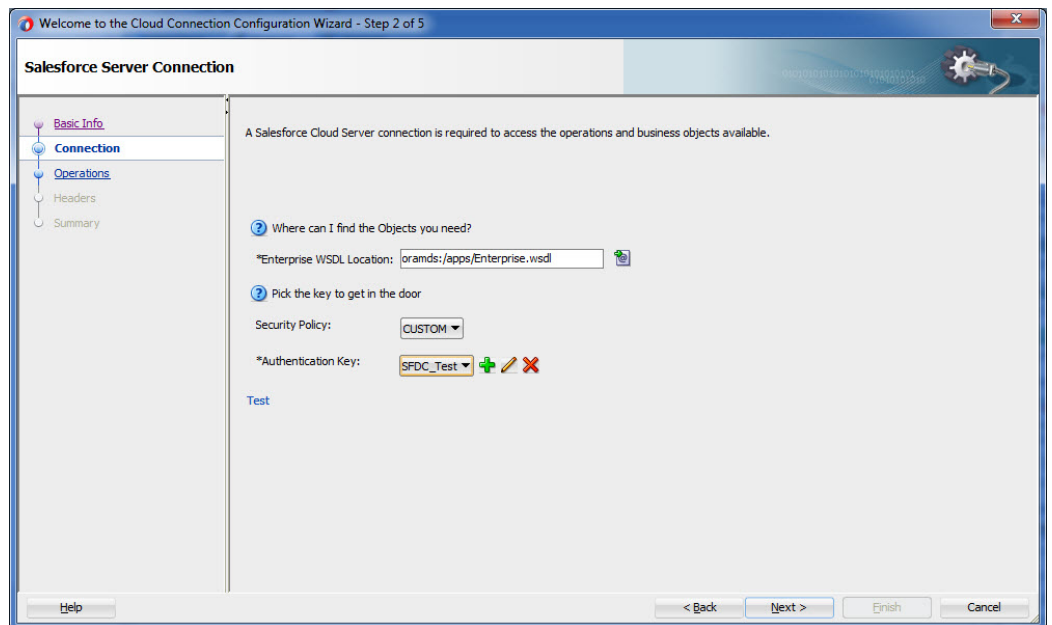 Welcome to the Cloud Connection Configuration Wizard - Step 2 of 5
Salesforce Server Connection
Basic Info
Connection
Operations
Headers
Summary
A Salesforce Cloud Server connection is required to access the operations and business objects available.
Where can I find the Objects you need?
*Enterprise WSDL Location: oramds:/apps/Enterprise.wsdl
Pick the key to get in the door
Security Policy: CUSTOM
*Authentication Key: SFDC_Test
Test
Help < Back Next > Finish Cancel